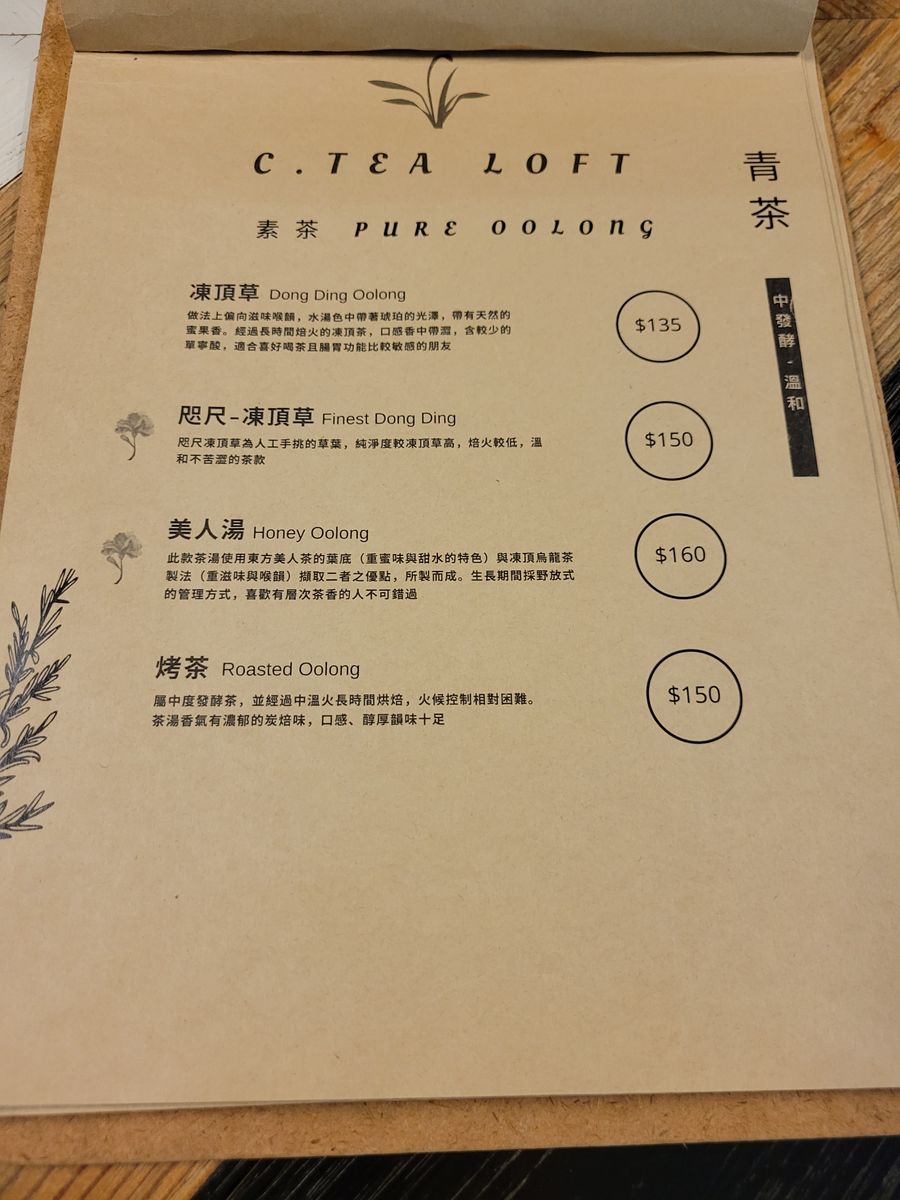 C.TEA LOFT
素茶 PURE OOLONG
青茶
中發酵-溫和
凍頂草 Dong Ding Oolong
做法上偏向滋味喉韻，水湯色中帶著琥珀的光澤，帶有天然的
蜜果香。經過長時間焙火的凍頂茶，口感香中帶澀，含較少的
單寧酸，適合喜好喝茶且腸胃功能比較敏感的朋友
$135
咫尺-凍頂草 Finest Dong Ding
咫尺凍頂草為人工手挑的草葉，純淨度較凍頂草高，焙火較低，溫
和不苦澀的茶款
$150
美人湯 Honey Oolong
此款茶湯使用東方美人茶的葉底（重蜜味與甜水的特色）與凍頂烏龍茶
製法（重滋味與喉韻）擷取二者之優點，所製而成。生長期間採野放式
的管理方式，喜歡有層次茶香的人不可錯過
$160
烤茶 Roasted Oolong
屬中度發酵茶，並經過中溫火長時間烘焙，火候控制相對困難。
茶湯香氣有濃郁的炭焙味，口感、醇厚韻味十足
$150